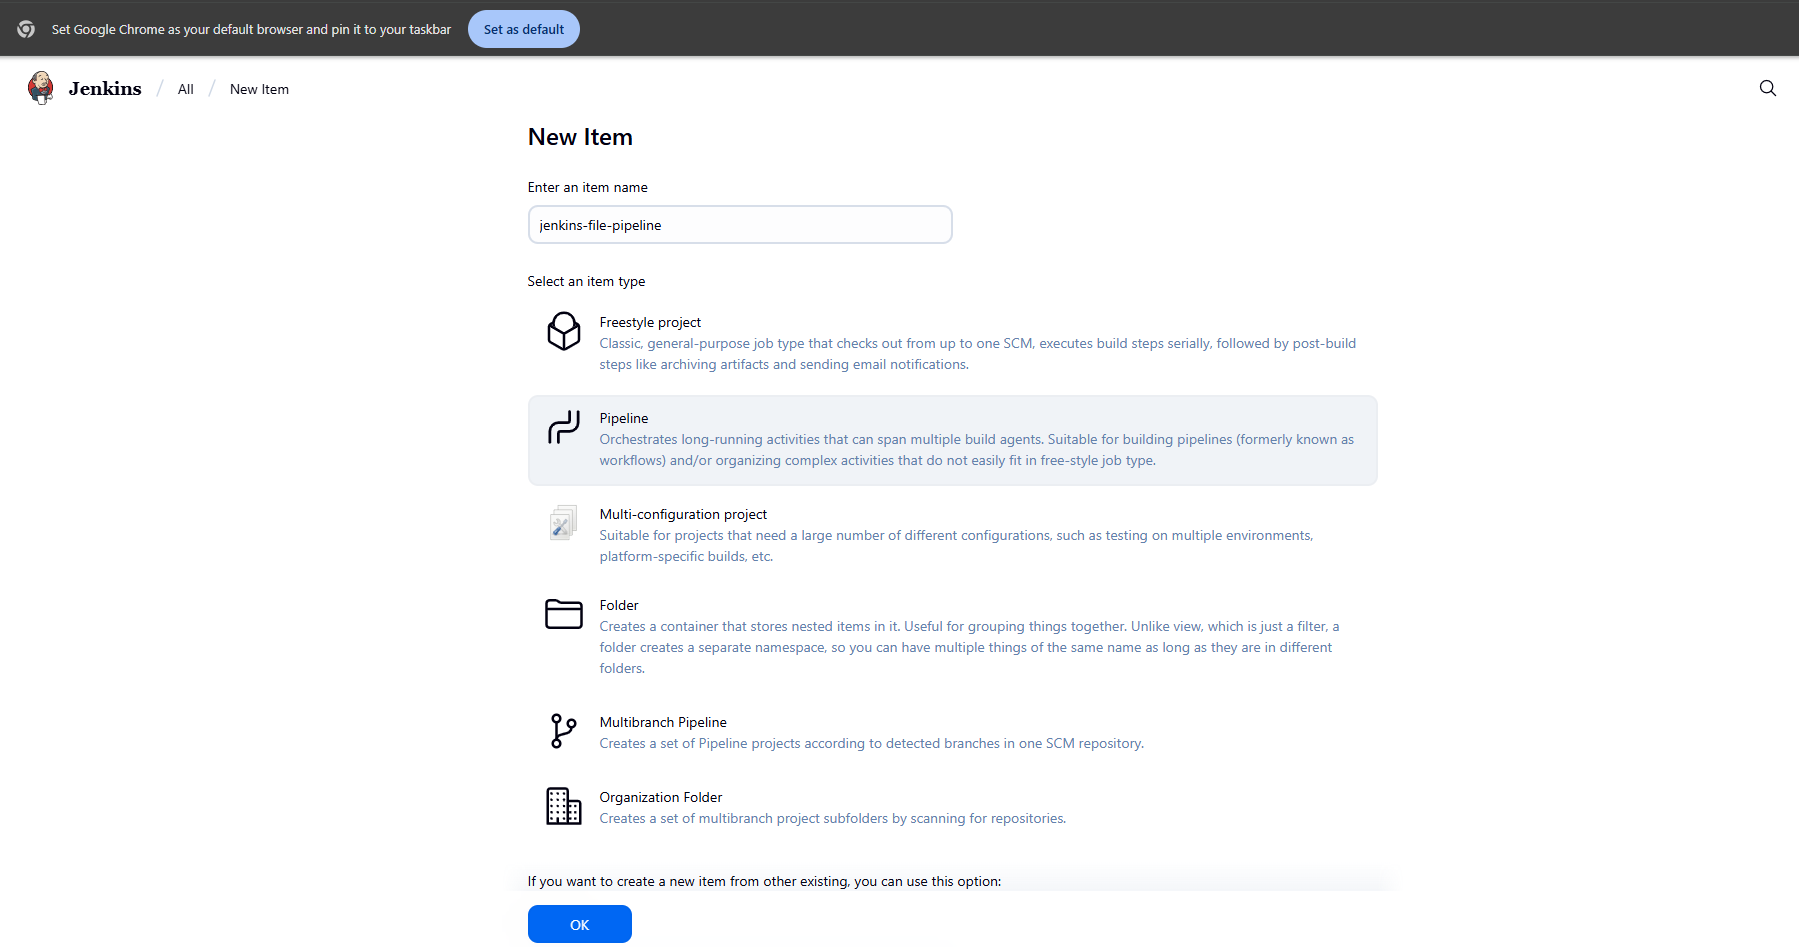 Set Google Chrome as your default browser and pin it to your taskbar
Set as default
Jenkins / All / New Item
New Item
Enter an item name
jenkins-file-pipeline
Select an item type
Freestyle project
Classic, general-purpose job type that checks out from up to one SCM, executes build steps serially, followed by post-build
steps like archiving artifacts and sending email notifications.
Pipeline
Orchestrates long-running activities that can span multiple build agents. Suitable for building pipelines (formerly known as
workflows) and/or organizing complex activities that do not easily fit in free-style job type.
Multi-configuration project
Suitable for projects that need a large number of different configurations, such as testing on multiple environments,
platform-specific builds, etc.
Folder
Creates a container that stores nested items in it. Useful for grouping things together. Unlike view, which is just a filter, a
folder creates a separate namespace, so you can have multiple things of the same name as long as they are in different
folders.
Multibranch Pipeline
Creates a set of Pipeline projects according to detected branches in one SCM repository.
Organization Folder
Creates a set of multibranch project subfolders by scanning for repositories.
If you want to create a new item from other existing, you can use this option:
OK